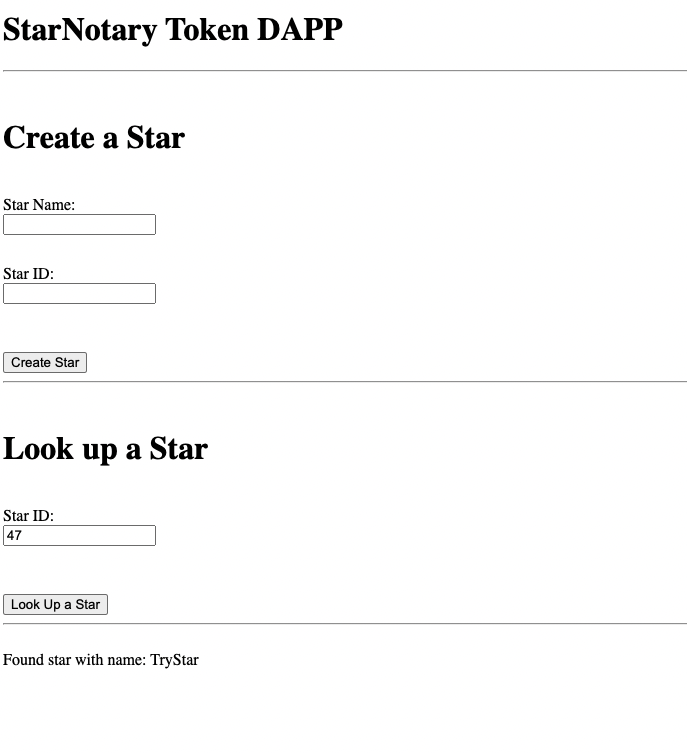 StarNotary Token DAPP
Create a Star
Star Name:
Star ID:
Create Star
Look up a Star
Star ID:
47
Look Up a Star
Found star with name: TryStar